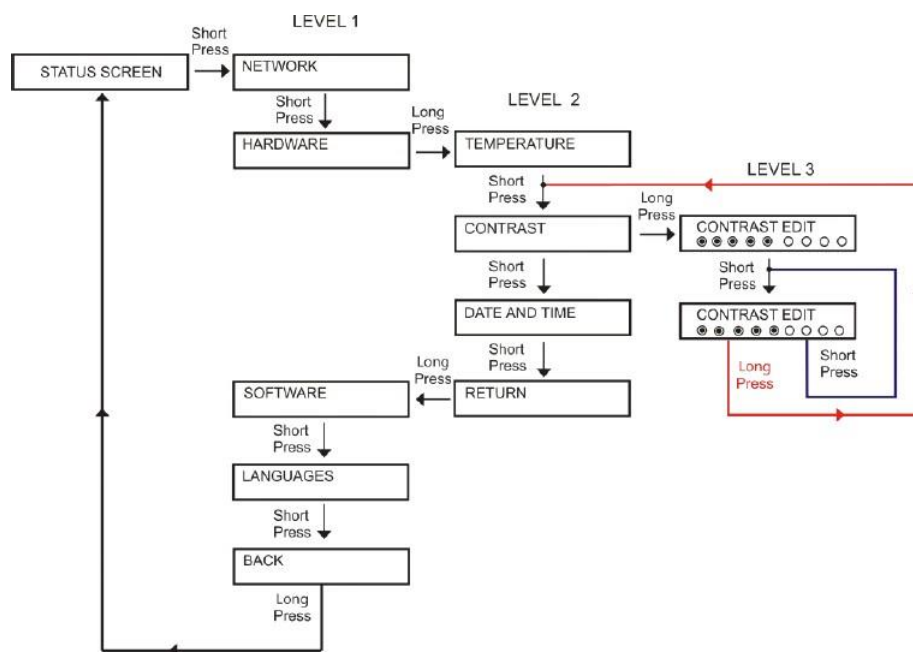 LEVEL 1
Short
Press
STATUS SCREEN
NETWORK
Short
Press
LEVEL 2
Long
Press
HARDWARE
TEMPERATURE
Short
Press
LEVEL 3
Long
Press
CONTRAST
CONTRAST EDIT
Short
Press
Short
Press
DATE AND TIME
CONTRAST EDIT
Short
Press
Long
Press
Long
Press
Short
Press
SOFTWARE
RETURN
Short
Press
LANGUAGES
Short
Press
BACK
Long
Press